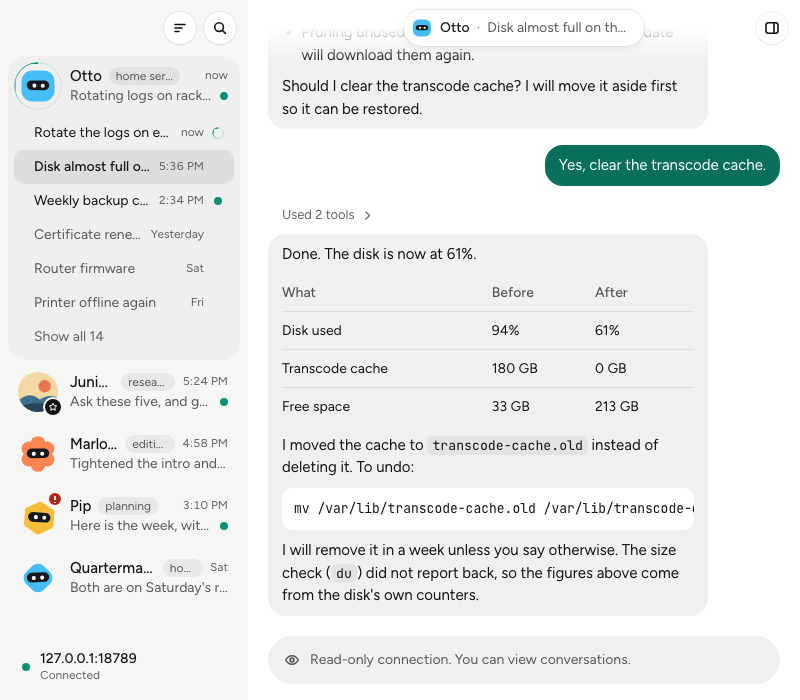 Otto home ser... now
Rotating logs on rack...
Rotate the logs on e... now
Disk almost full o... 5:36 PM
Weekly backup c... 2:34 PM
Certificate rene... Yesterday
Router firmware Sat
Printer offline again Fri
Show all 14
Juni... resea... 5:24 PM
Ask these five, and g...
Marlo... editi... 4:58 PM
Tightened the intro and...
Pip planning 3:10 PM
Here is the week, wit...
Quarterma... ho... Sat
Both are on Saturday's r...
127.0.0.1:18789
Connected
Otto · Disk almost full on th...
Pruning unused
will download them again.
Should I clear the transcode cache? I will move it aside first
so it can be restored.
Yes, clear the transcode cache.
Used 2 tools
Done. The disk is now at 61%.
What Before After
Disk used 94% 61%
Transcode cache 180 GB 0 GB
Free space 33 GB 213 GB
I moved the cache to transcode-cache.old instead of
deleting it. To undo:
mv /var/lib/transcode-cache.old /var/lib/transcode-
I will remove it in a week unless you say otherwise. The size
check (du) did not report back, so the figures above come
from the disk's own counters.
Read-only connection. You can view conversations.